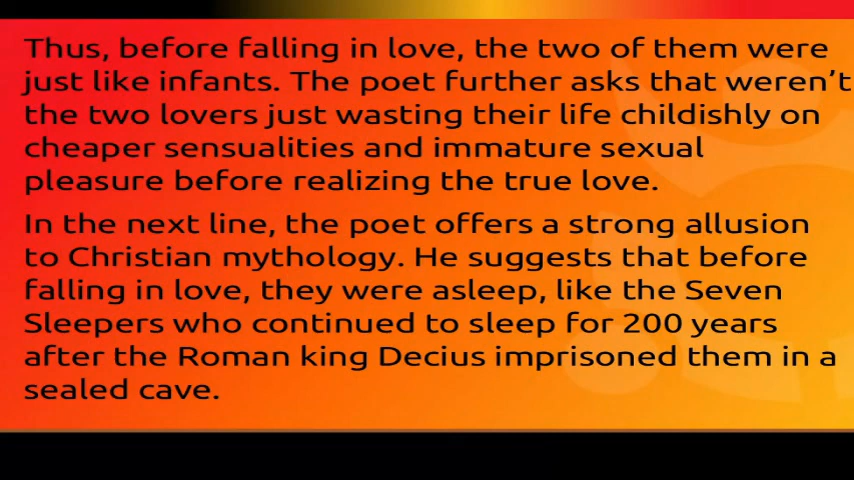 Thus, before falling in love, the two of them were
just like infants. The poet further asks that weren't
the two lovers just wasting their life childishly on
cheaper sensualities and immature sexual
pleasure before realizing the true love.
In the next line, the poet offers a strong allusion
to Christian mythology. He suggests that before
falling in love, they were asleep, like the Seven
Sleepers who continued to sleep for 200 years
after the Roman king Decius imprisoned them in a
sealed cave.